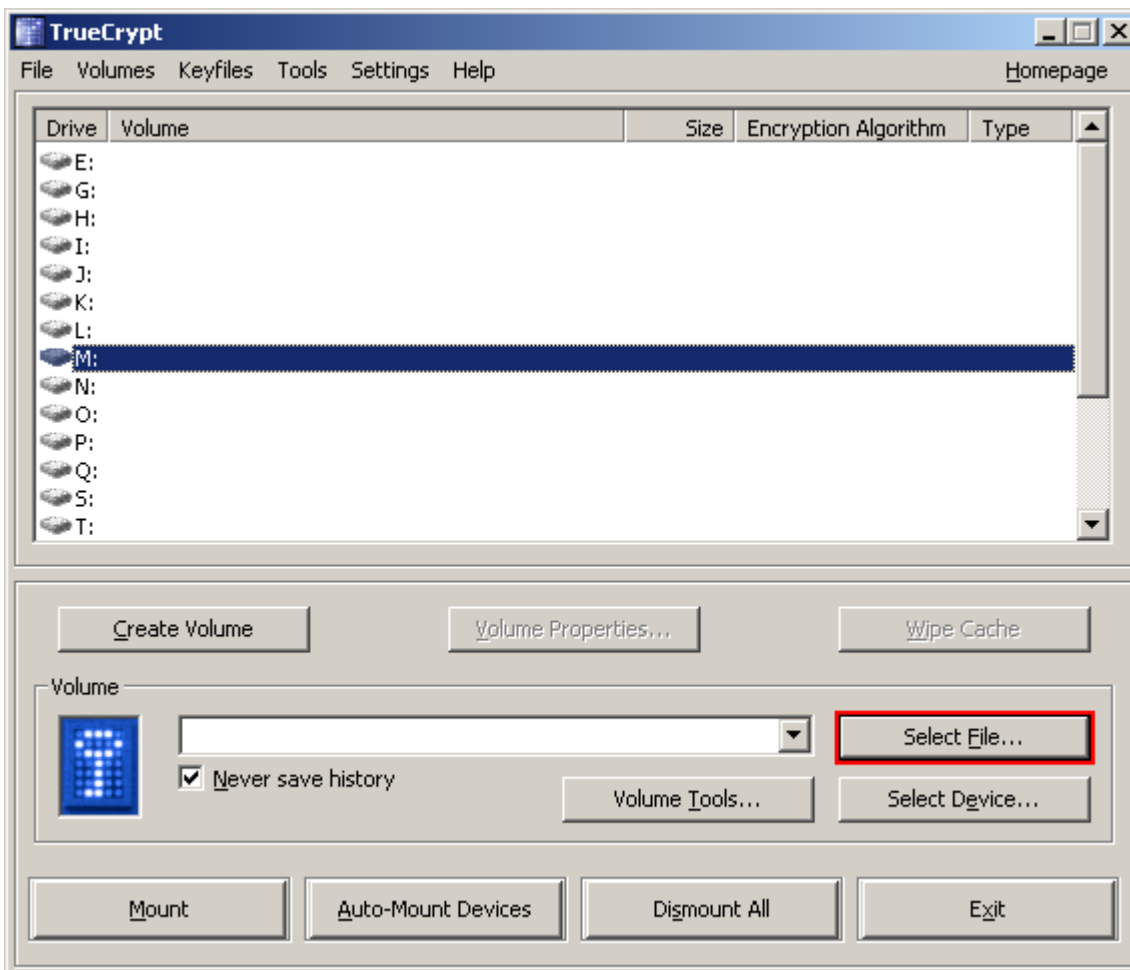 TrueCrypt
File Volumes Keyfiles Tools Settings Help Homepage
Drive Volume Size Encryption Algorithm Type
E:
G:
H:
I:
J:
K:
L:
M:
N:
O:
P:
Q:
S:
T:
Create Volume Volume Properties... Wipe Cache
Volume
Select File...
Never save history
Volume Tools... Select Device...
Mount Auto-Mount Devices Dismount All Exit